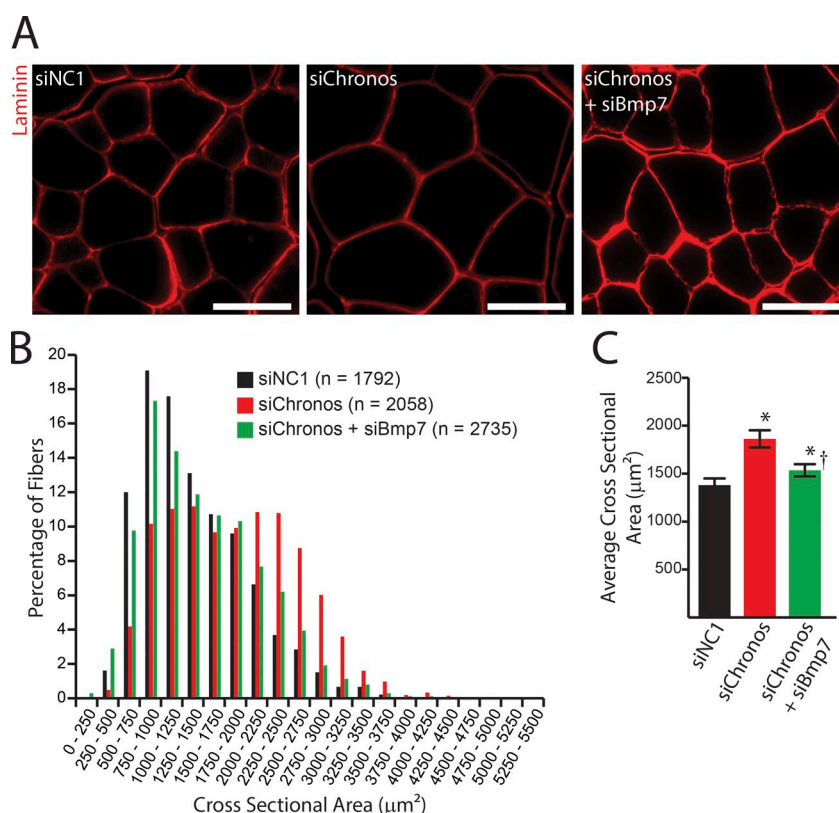 A
Laminin
siNC1
siChronos
siChronos
+ siBmp7
B
Percentage of Fibers
20
18
16
14
12
10
8
6
4
2
0
siNC1 (n = 1792)
siChronos (n = 2058)
siChronos + siBmp7 (n = 2735)
0 - 250
250 - 500
500 - 750
750 - 1000
1000 - 1250
1250 - 1500
1500 - 1750
1750 - 2000
2000 - 2250
2250 - 2500
2500 - 2750
2750 - 3000
3000 - 3250
3250 - 3500
3500 - 3750
3750 - 4000
4000 - 4250
4250 - 4500
4500 - 4750
4750 - 5000
5000 - 5250
5250 - 5500
Cross Sectional Area (μm²)
C
Average Cross Sectional
Area (μm²)
2500
2000
1500
1000
500
*
* †
siNC1
siChronos
siChronos
+ siBmp7